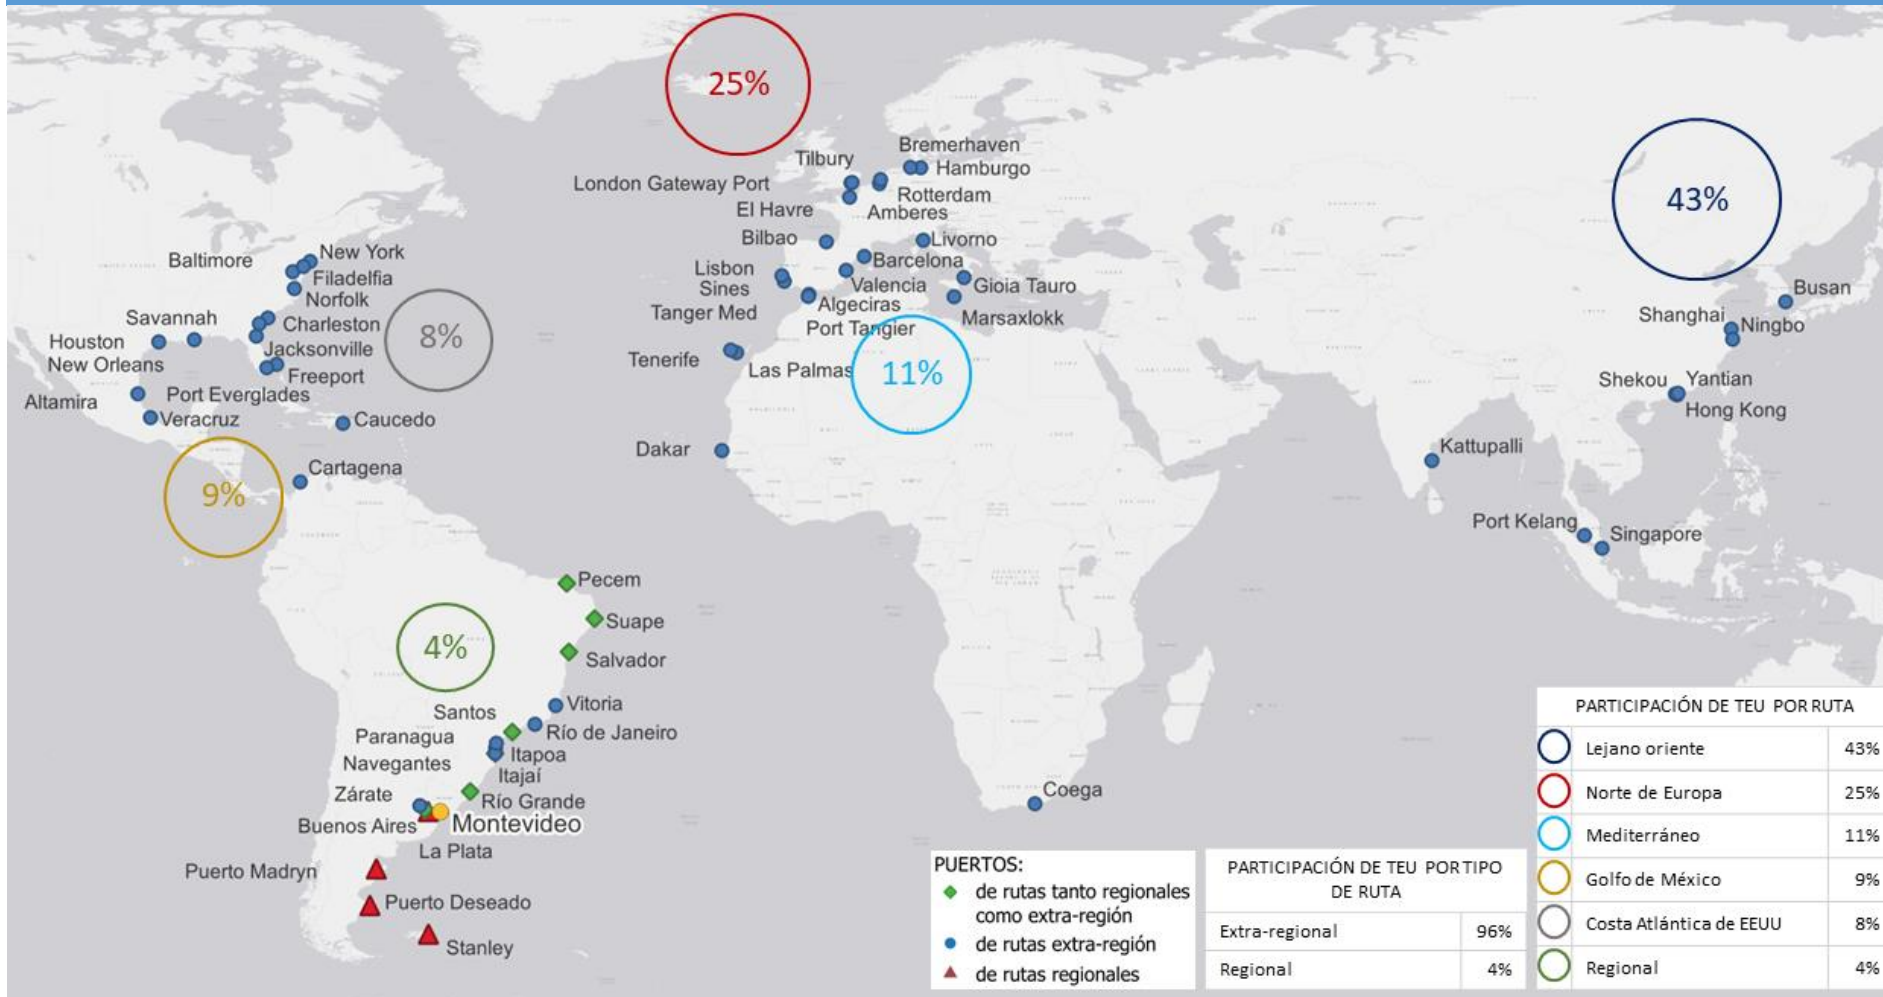 25%
43%
8%
11%
9%
4%
Bremerhaven
Tilbury
Hamburgo
London Gateway Port
Rotterdam
El Havre
Amberes
Bilbao
Livorno
Barcelona
Lisbon
Valencia
Gioia Tauro
Sines
Algeciras
Tanger Med
Marsaxlokk
Port Tangier
Tenerife
Las Palmas
Dakar
Baltimore
New York
Filadelfia
Norfolk
Savannah
Charleston
Houston
Jacksonville
New Orleans
Freeport
Port Everglades
Altamira
Veracruz
Caucedo
Cartagena
Busan
Shanghai
Ningbo
Shekou
Yantian
Hong Kong
Kattupalli
Port Kelang
Singapore
Pecem
Suape
Salvador
Vitoria
Santos
Río de Janeiro
Paranagua
Itapoa
Navegantes
Itajaí
Zárate
Río Grande
Buenos Aires
Montevideo
La Plata
Puerto Madryn
Puerto Deseado
Stanley
Coega
PUERTOS:
de rutas tanto regionales
como extra-región
de rutas extra-región
de rutas regionales
PARTICIPACIÓN DE TEU POR TIPO
DE RUTA
Extra-regional 96%
Regional 4%
PARTICIPACIÓN DE TEU POR RUTA
Lejano oriente 43%
Norte de Europa 25%
Mediterráneo 11%
Golfo de México 9%
Costa Atlántica de EEUU 8%
Regional 4%